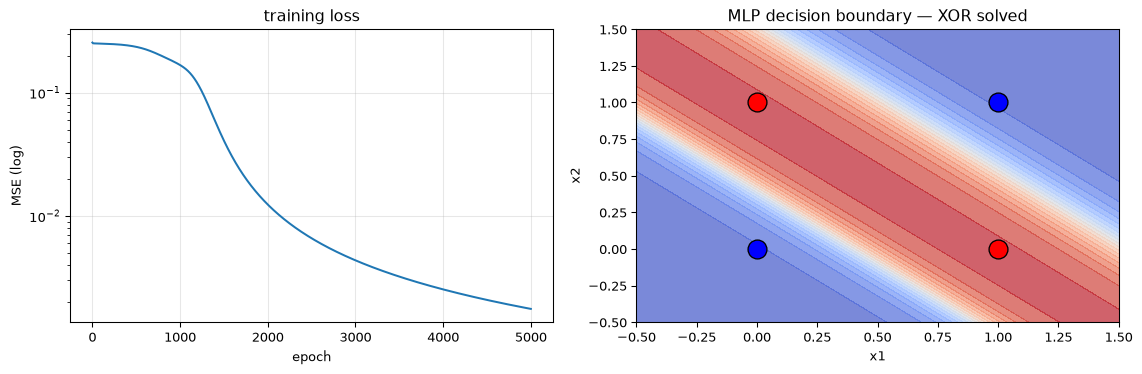 training loss
MSE (log)
10⁻¹
10⁻²
0 1000 2000 3000 4000 5000
epoch
MLP decision boundary — XOR solved
x2
1.50
1.25
1.00
0.75
0.50
0.25
0.00
−0.25
−0.50
−0.50 −0.25 0.00 0.25 0.50 0.75 1.00 1.25 1.50
x1